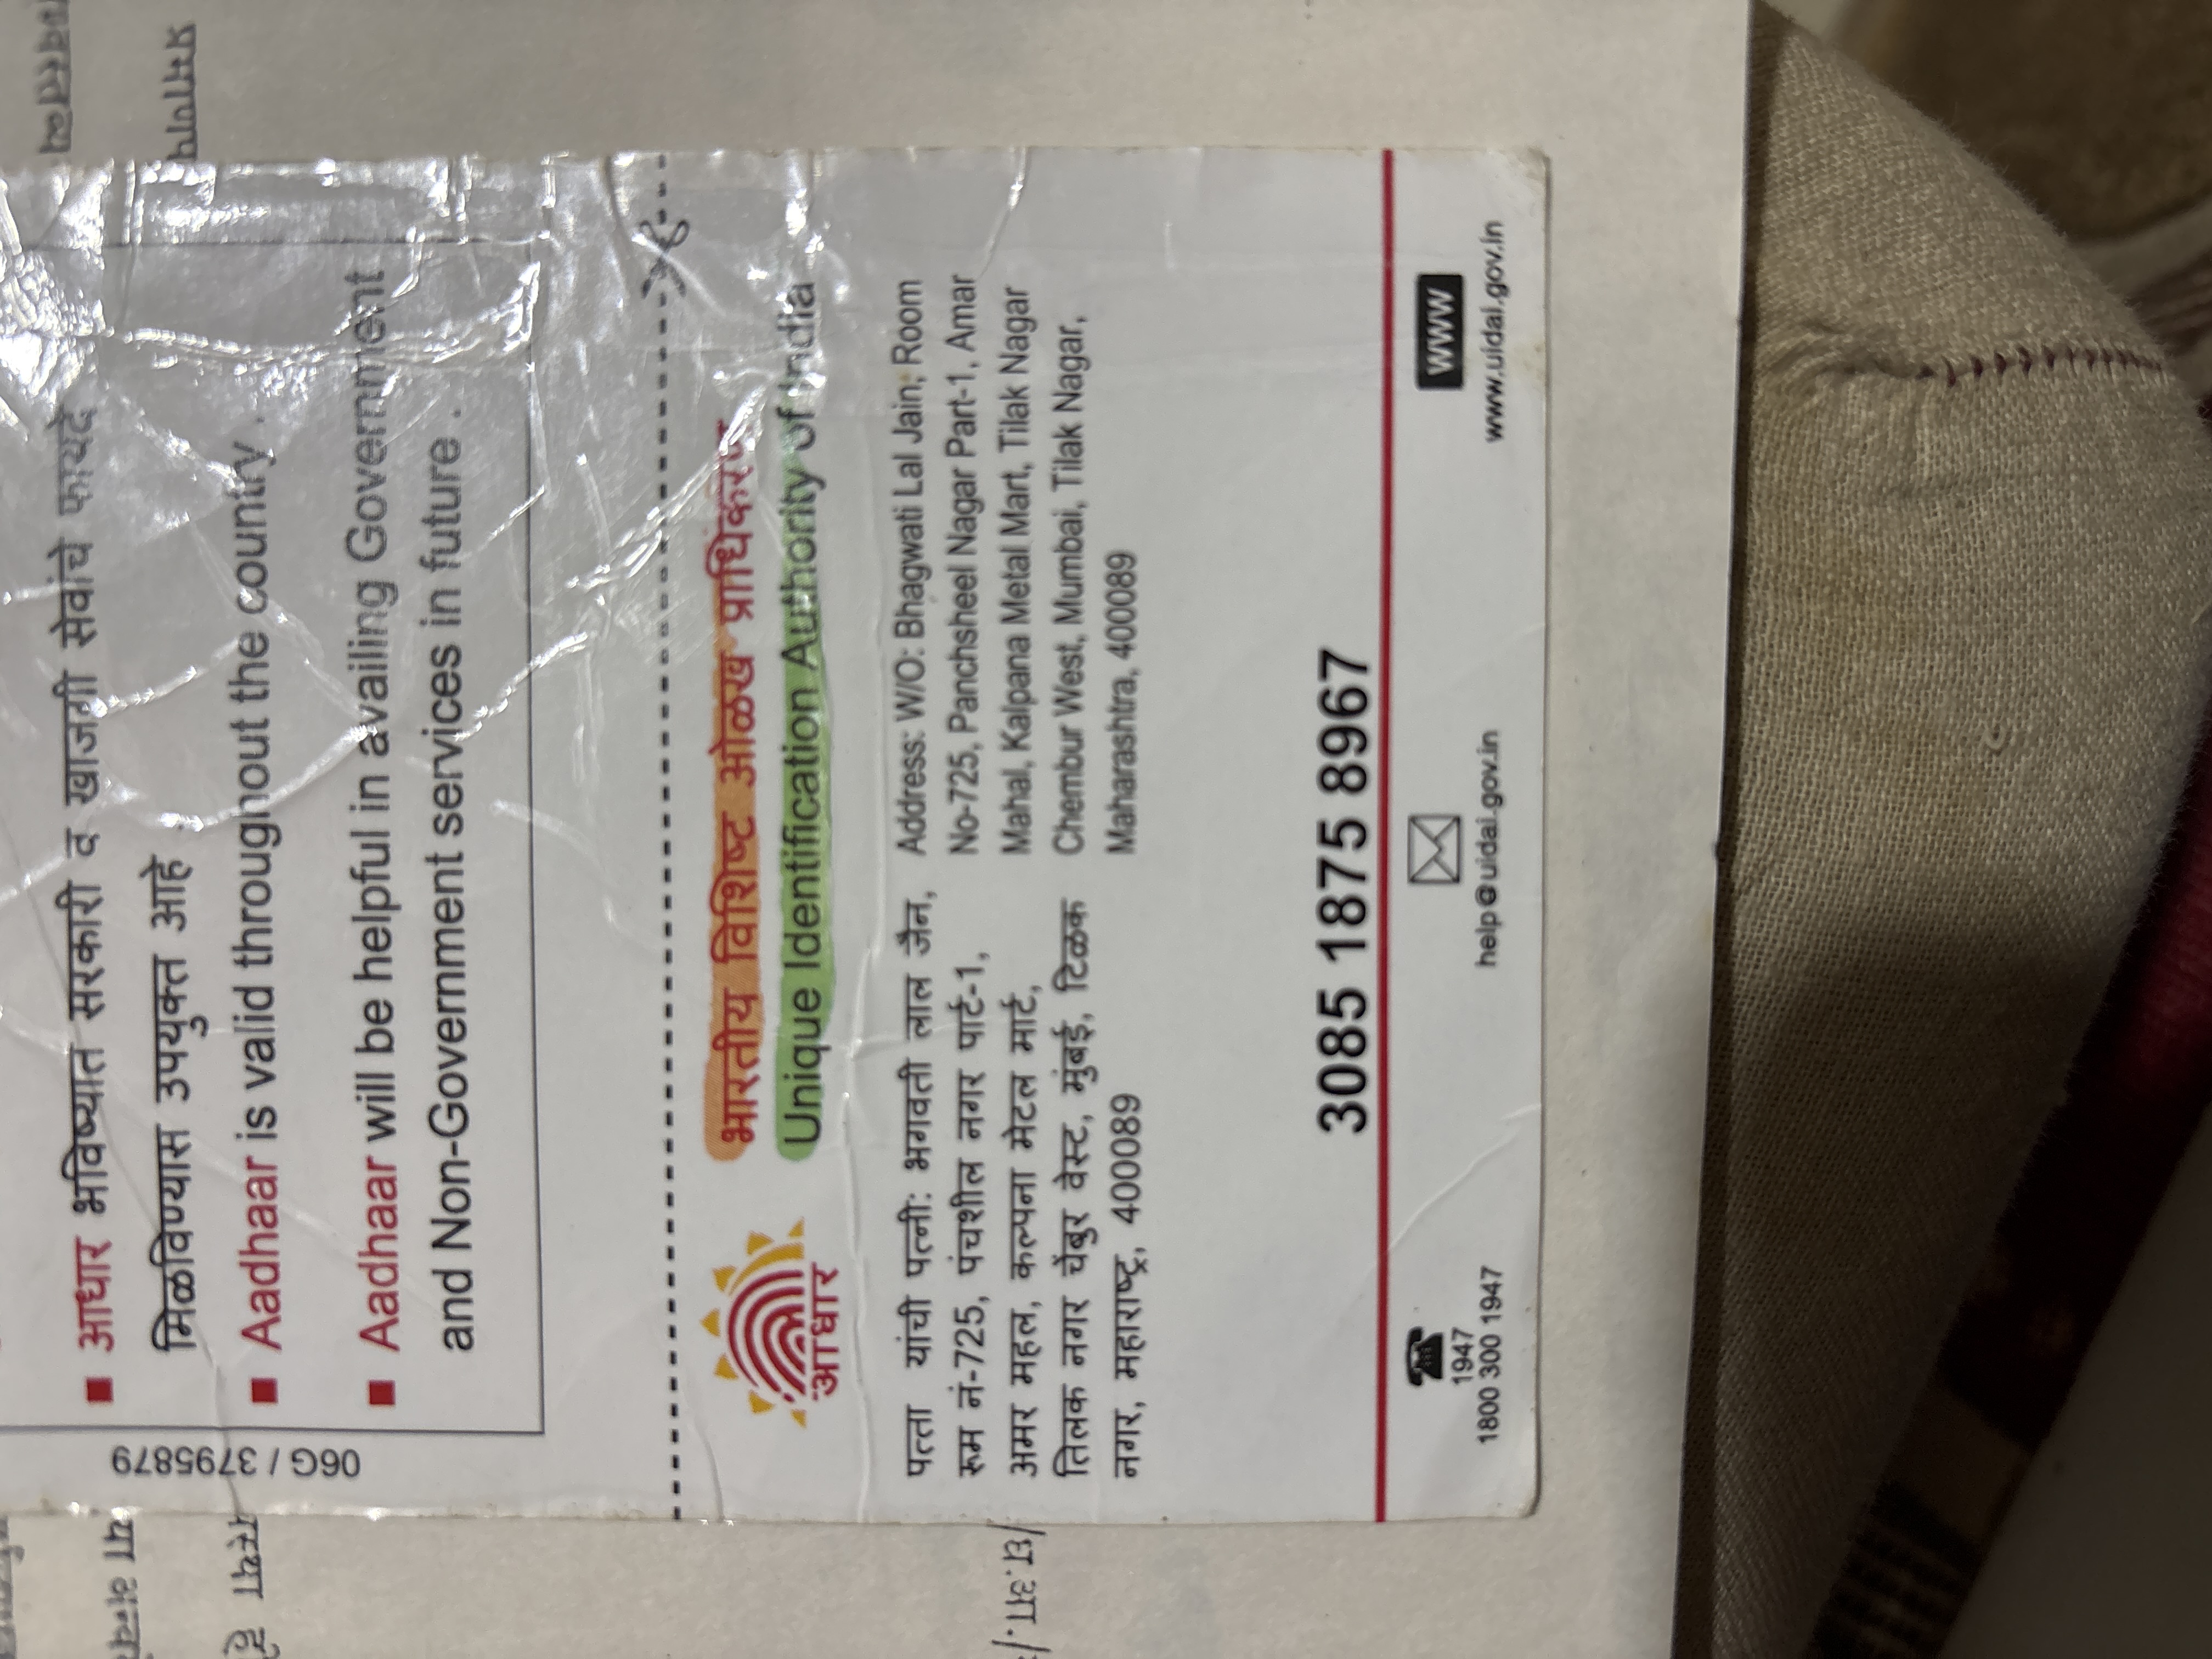 आधार भविष्यात सरकारी व खाजगी सेवांचे फायदे
मिळविण्यास उपयुक्त आहे .
Aadhaar is valid throughout the country .
Aadhaar will be helpful in availing Government
and Non-Government services in future .
06G / 3795879
भारतीय विशिष्ट ओळख प्राधिकरण
Unique Identification Authority of India
आधार
पत्ता यांची पत्नी: भगवती लाल जैन,
रूम नं-725, पंचशील नगर पार्ट-1,
अमर महल, कल्पना मेटल मार्ट,
तिलक नगर चेंबुर वेस्ट, मुंबई, टिळक
नगर, महाराष्ट्र, 400089
Address: W/O: Bhagwati Lal Jain, Room
No-725, Panchsheel Nagar Part-1, Amar
Mahal, Kalpana Metal Mart, Tilak Nagar
Chembur West, Mumbai, Tilak Nagar,
Maharashtra, 400089
3085 1875 8967
1947
1800 300 1947
help@uidai.gov.in
www
www.uidai.gov.in